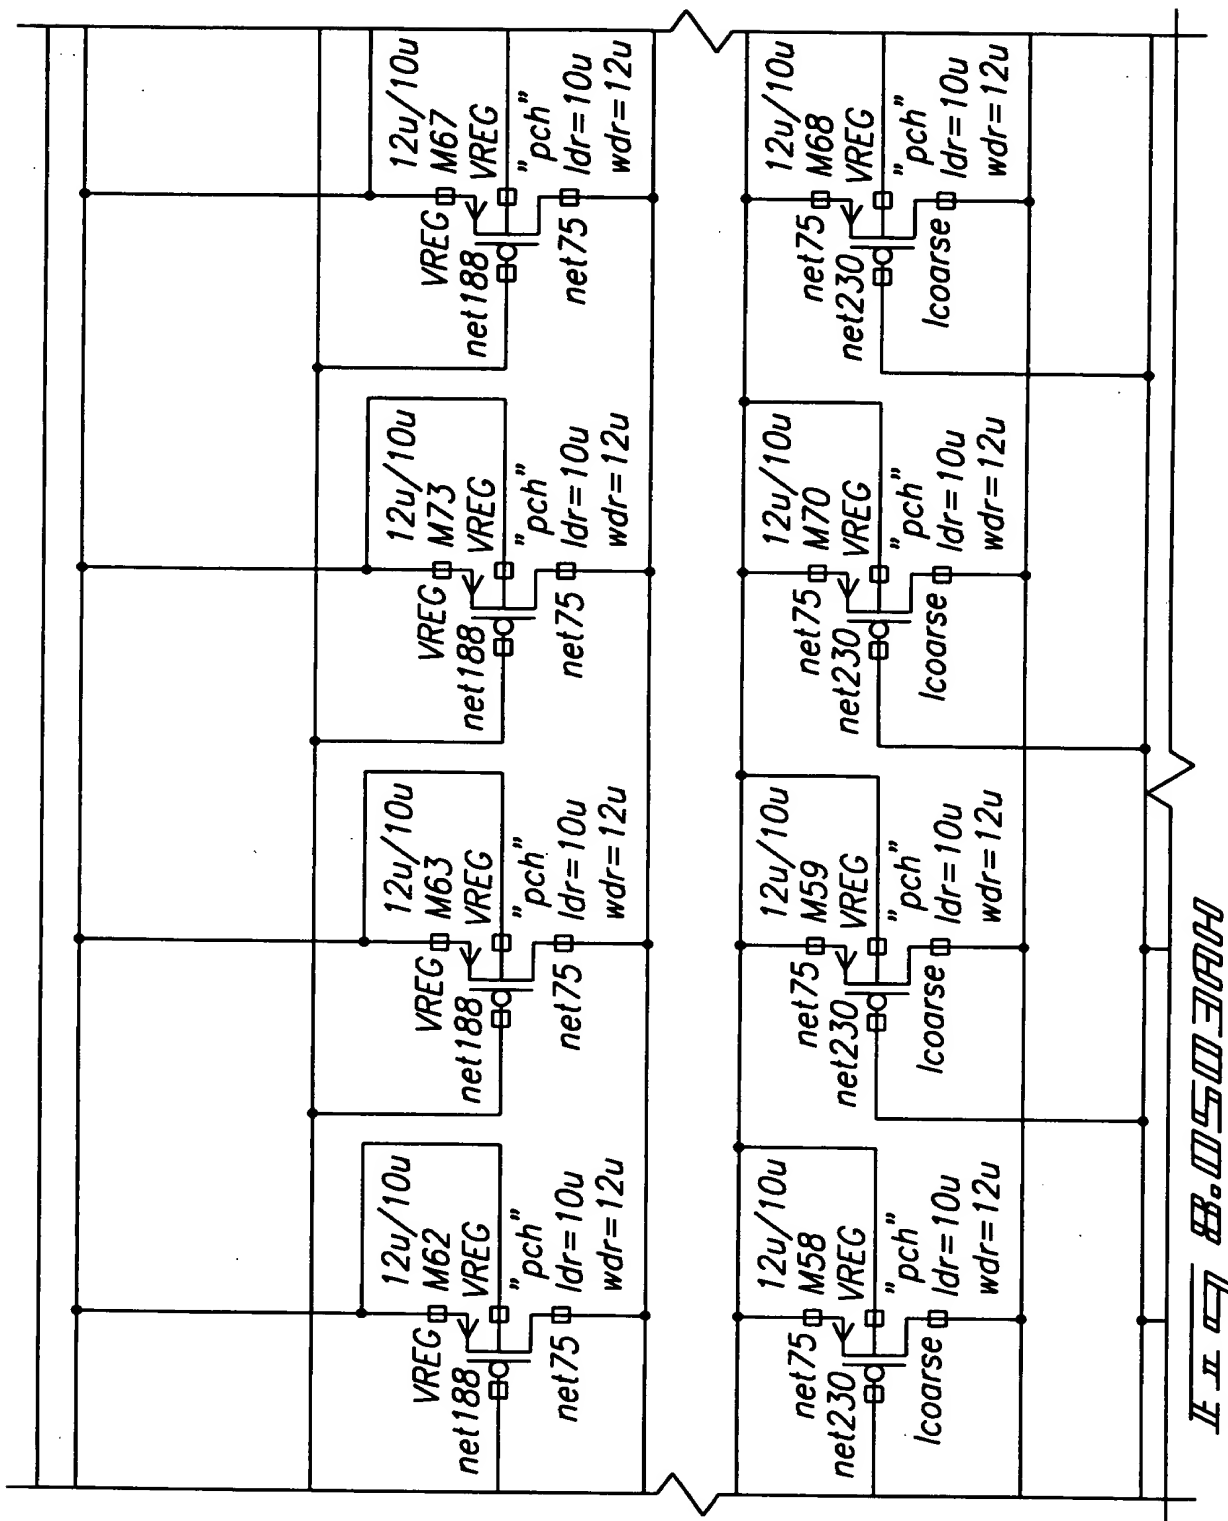 12u/10u
M62
VREG
VREG
net188
"pch"
ldr=10u
net75
wdr=12u
12u/10u
M63
VREG
VREG
net188
"pch"
ldr=10u
net75
wdr=12u
12u/10u
M73
VREG
VREG
net188
"pch"
ldr=10u
net75
wdr=12u
12u/10u
M67
VREG
VREG
net188
"pch"
ldr=10u
net75
wdr=12u
12u/10u
net75
M58
VREG
net230
"pch"
Icoarse
ldr=10u
wdr=12u
12u/10u
net75
M59
VREG
net230
"pch"
Icoarse
ldr=10u
wdr=12u
12u/10u
net75
M70
VREG
net230
"pch"
Icoarse
ldr=10u
wdr=12u
12u/10u
net75
M68
VREG
net230
"pch"
Icoarse
ldr=10u
wdr=12u